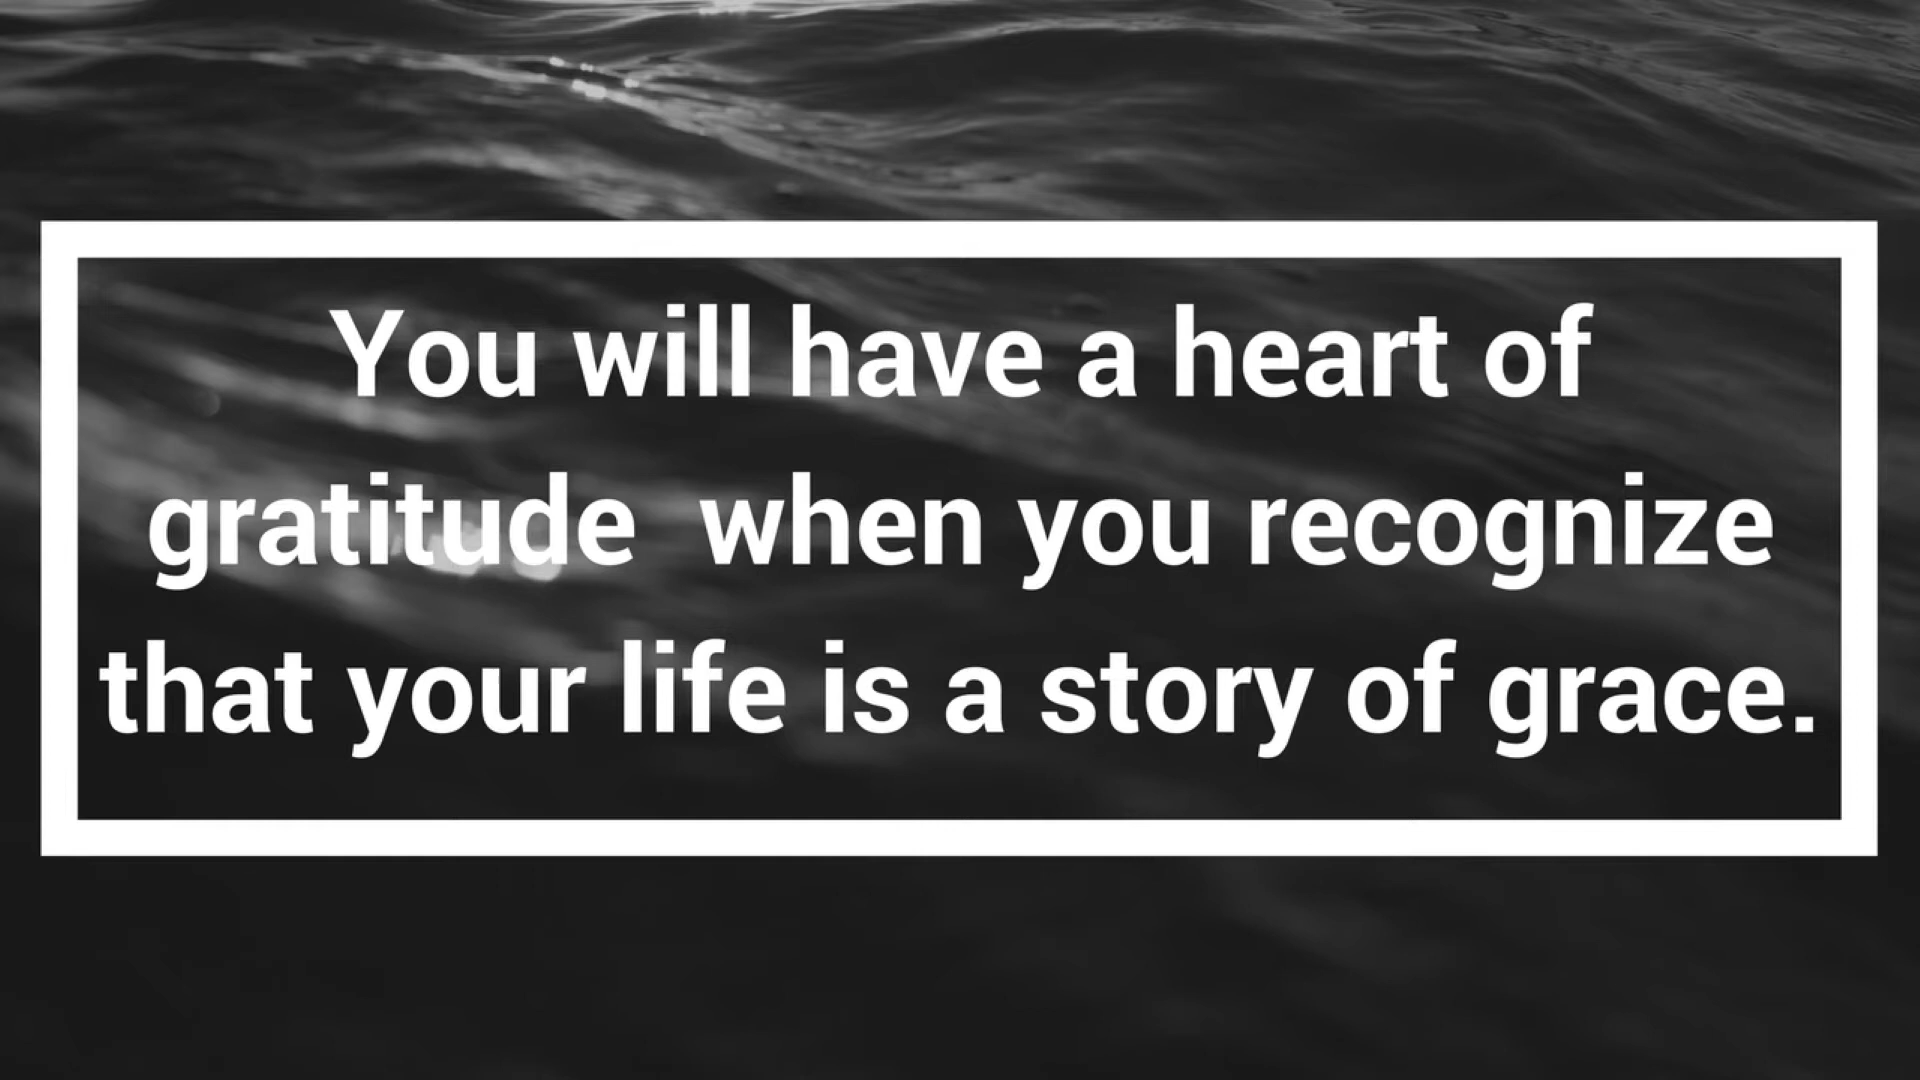 You will have a heart of
gratitude  when you recognize
that your life is a story of grace.